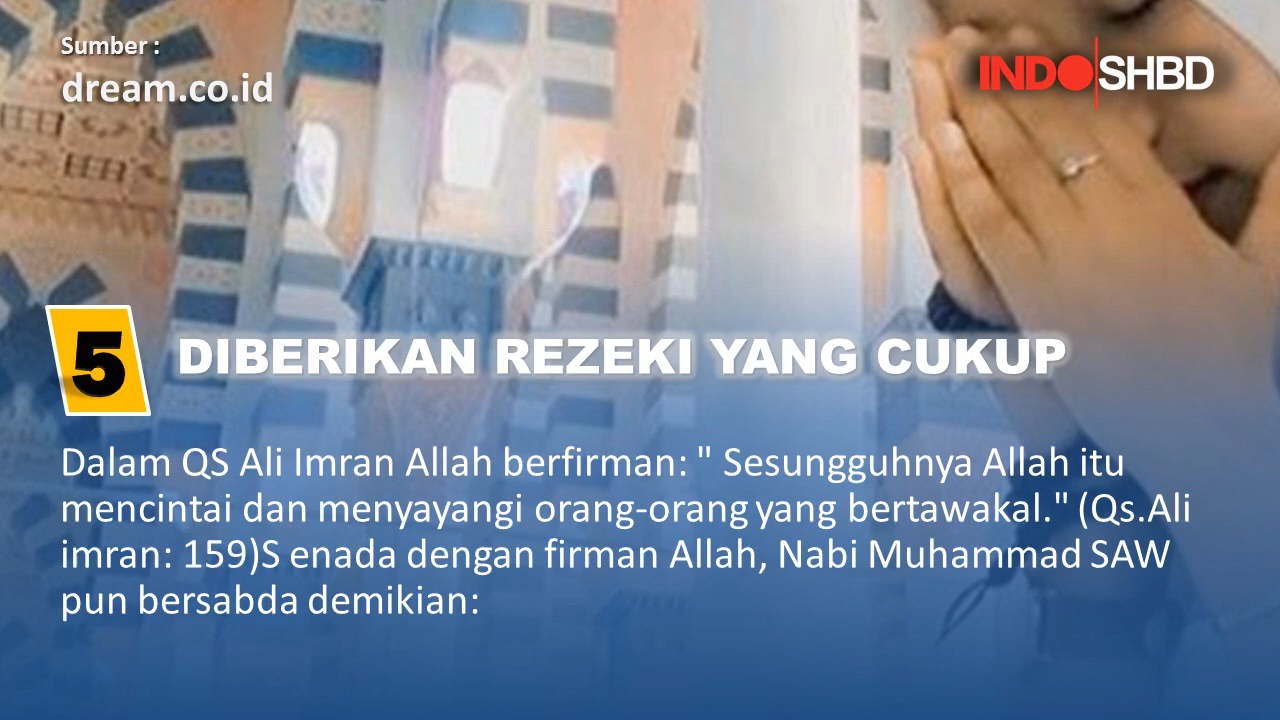 Sumber :
dream.co.id
INDOSHBD
5
DIBERIKAN REZEKI YANG CUKUP
Dalam QS Ali Imran Allah berfirman: " Sesungguhnya Allah itu
mencintai dan menyayangi orang-orang yang bertawakal." (Qs.Ali
imran: 159)S enada dengan firman Allah, Nabi Muhammad SAW
pun bersabda demikian: